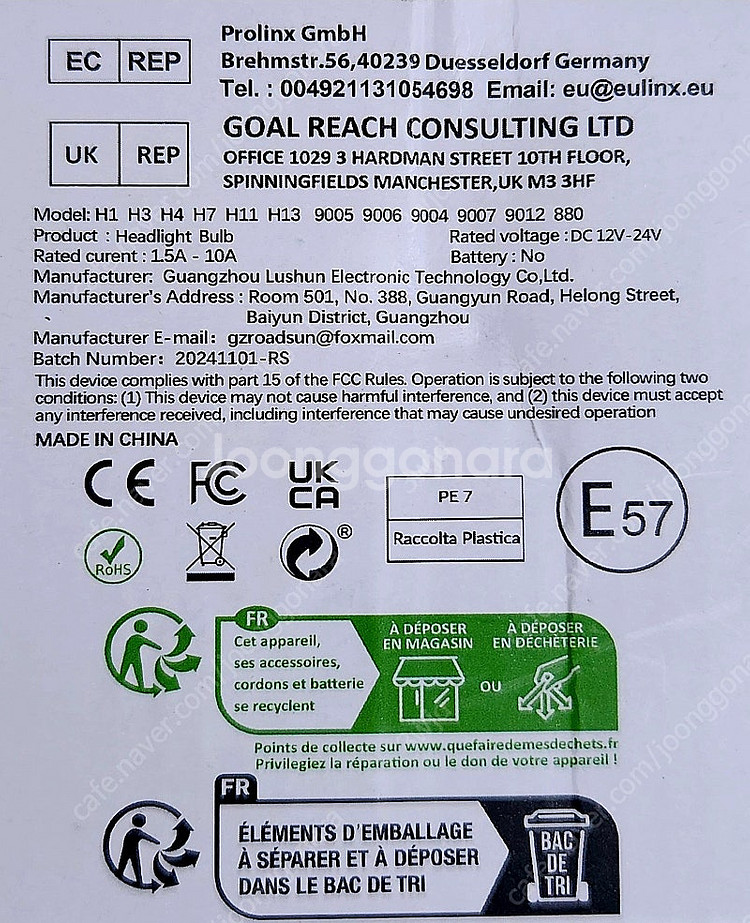 EC REP
Prolinx GmbH
Brehmstr.56,40239 Duesseldorf Germany
Tel. : 004921131054698 Email: eu@eulinx.eu
UK REP
GOAL REACH CONSULTING LTD
OFFICE 1029 3 HARDMAN STREET 10TH FLOOR,
SPINNINGFIELDS MANCHESTER,UK M3 3HF
Model: H1 H3 H4 H7 H11 H13 9005 9006 9004 9007 9012 880
Product : Headlight Bulb Rated voltage :DC 12V-24V
Rated curent : 1.5A - 10A Battery : No
Manufacturer: Guangzhou Lushun Electronic Technology Co,Ltd.
Manufacturer's Address : Room 501, No. 388, Guangyun Road, Helong Street,
Baiyun District, Guangzhou
Manufacturer E-mail: gzroadsun@foxmail.com
Batch Number: 20241101-RS
This device complies with part 15 of the FCC Rules. Operation is subject to the following two
conditions: (1) This device may not cause harmful interference, and (2) this device must accept
any interference received, including interference that may cause undesired operation
MADE IN CHINA
Joonggonara
CE FC UK
CA
PE 7
Raccolta Plastica
E57
RoHS
®
FR
Cet appareil,
ses accessoires,
cordons et batterie
se recyclent
À DÉPOSER
EN MAGASIN
OU
À DÉPOSER
EN DÉCHÈTERIE
Points de collecte sur www.quefairedemesdechets.fr
Privilegiez la réparation ou le don de votre appareil !
FR
ÉLÉMENTS D'EMBALLAGE
À SÉPARER ET À DÉPOSER
DANS LE BAC DE TRI
BAC
DE
TRI
cafe.naver.com/joonggonara